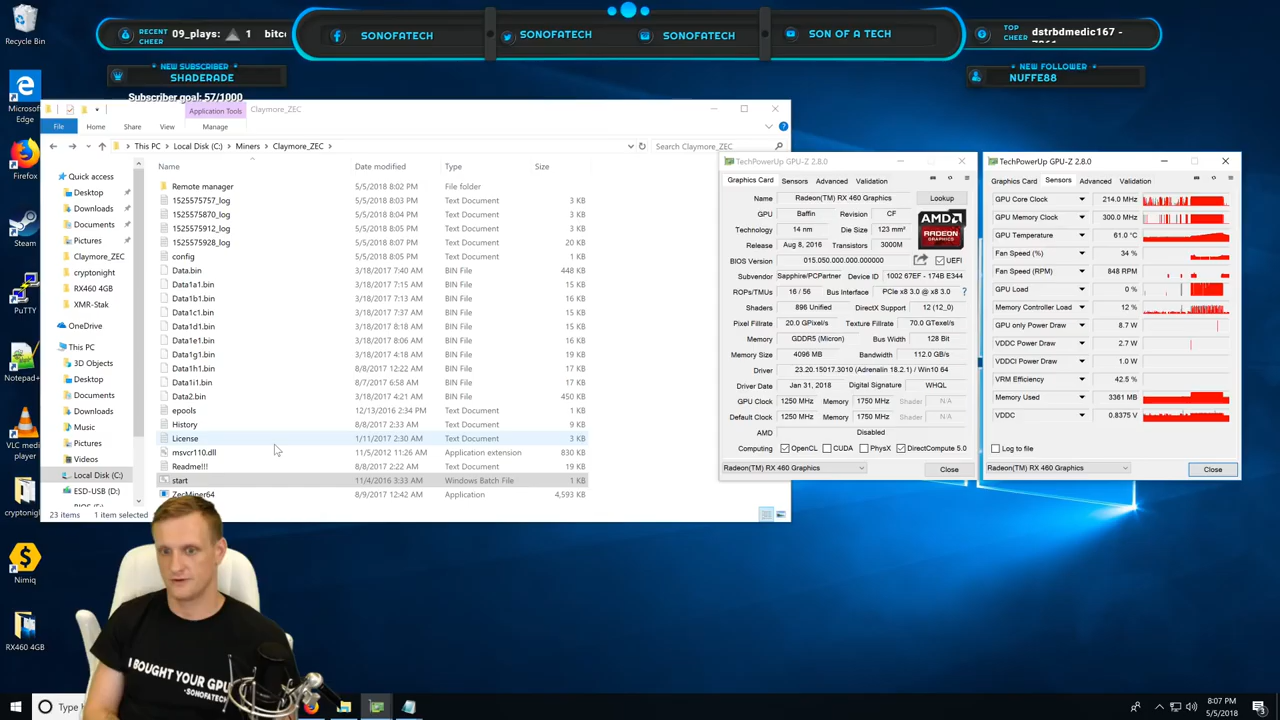 Recycle Bin
RECENT CHEER
09_plays: 1 bitc
SONOFATECH
SONOFATECH
SONOFATECH
SON OF A TECH
TOP CHEER
dstrbdmedic167 -
NEW SUBSCRIBER
SHADERADE
Subscriber goal: 57/1000
NEW FOLLOWER
NUFFE88
Microsoft Edge
Firefox
Steam
PuTTY
Notepad+
VLC media player
cryptonigh
Nimiq
RX460 4GB
Application Tools
Claymore_ZEC
File
Home
Share
View
Manage
This PC > Local Disk (C:) > Miners > Claymore_ZEC >
Search Claymore_ZEC
Quick access
Desktop
Downloads
Documents
Pictures
Claymore_ZEC
cryptonight
RX460 4GB
XMR-Stak
OneDrive
This PC
3D Objects
Desktop
Documents
Downloads
Music
Pictures
Videos
Local Disk (C:)
ESD-USB (D:)
Name Date modified Type Size
Remote manager 5/5/2018 8:02 PM File folder
1525575757_log 5/5/2018 8:03 PM Text Document 3 KB
1525575870_log 5/5/2018 8:04 PM Text Document 3 KB
1525575912_log 5/5/2018 8:05 PM Text Document 3 KB
1525575928_log 5/5/2018 8:07 PM Text Document 20 KB
config 5/5/2018 8:03 PM Text Document 3 KB
Data.bin 3/18/2017 7:40 AM BIN File 448 KB
Data1a1.bin 3/18/2017 7:15 AM BIN File 15 KB
Data1b1.bin 3/18/2017 7:13 AM BIN File 16 KB
Data1c1.bin 3/18/2017 7:13 AM BIN File 15 KB
Data1d1.bin 3/18/2017 8:18 AM BIN File 15 KB
Data1e1.bin 3/18/2017 8:06 AM BIN File 16 KB
Data1g1.bin 3/18/2017 4:18 AM BIN File 19 KB
Data1h1.bin 8/8/2017 12:22 AM BIN File 17 KB
Data1i1.bin 8/7/2017 6:58 AM BIN File 17 KB
Data2.bin 3/18/2017 4:21 AM BIN File 450 KB
epools 12/13/2016 2:34 PM Text Document 1 KB
History 8/8/2017 2:33 AM Text Document 9 KB
License 1/11/2017 2:30 AM Text Document 3 KB
msvcr110.dll 11/5/2012 11:26 AM Application extension 830 KB
Readme!!! 8/8/2017 2:22 AM Text Document 19 KB
start 11/4/2016 3:33 AM Windows Batch File 1 KB
ZecMiner64 8/9/2017 12:42 AM Application 4,593 KB
23 items 1 item selected
TechPowerUp GPU-Z 2.8.0
Graphics Card Sensors Advanced Validation
Name Radeon(TM) RX 460 Graphics Lookup
GPU Baffin Revision CF
Technology 14 nm Die Size 123 mm²
Release Aug 8, 2016 Transistors 3000M
BIOS Version 015.050.000.000.000000 UEFI
Subvendor Sapphire/PCPartner Device ID 1002 67EF - 174B E344
ROPs/TMUs 16 / 56 Bus Interface PCIe x8 3.0 @ x8 3.0 ?
Shaders 896 Unified DirectX Support 12 (12_0)
Pixel Fillrate 20.0 GPixel/s Texture Fillrate 70.0 GTexel/s
Memory GDDR5 (Micron) Bus Width 128 Bit
Memory Size 4096 MB Bandwidth 112.0 GB/s
Driver 23.20.15017.3010 (Adrenalin 18.2.1) / Win10 64
Driver Date Jan 31, 2018 Digital Signature WHQL
GPU Clock 1250 MHz Memory 1750 MHz Shader N/A
Default Clock 1250 MHz Memory 1750 MHz Shader N/A
AMD Disabled
Computing OpenCL CUDA PhysX DirectCompute 5.0
Radeon(TM) RX 460 Graphics
Close
AMD
RADEON
GRAPHICS
TechPowerUp GPU-Z 2.8.0
Graphics Card Sensors Advanced Validation
GPU Core Clock 214.0 MHz
GPU Memory Clock 300.0 MHz
GPU Temperature 61.0 °C
Fan Speed (%) 34 %
Fan Speed (RPM) 848 RPM
GPU Load 0 %
Memory Controller Load 12 %
GPU only Power Draw 8.7 W
VDDC Power Draw 2.7 W
VDDCI Power Draw 1.0 W
VRM Efficiency 42.5 %
Memory Used 3361 MB
VDDC 0.8375 V
Log to file
Radeon(TM) RX 460 Graphics
Close
I BOUGHT YOUR GPU
-SONOFATECH
Type h
8:07 PM
5/5/2018
3